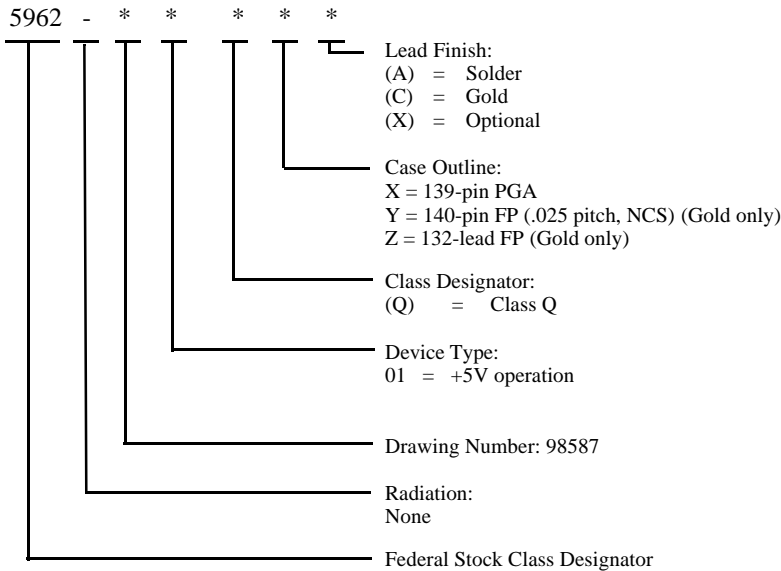 5962 - * * * * *
Lead Finish:
(A) = Solder
(C) = Gold
(X) = Optional
Case Outline:
X = 139-pin PGA
Y = 140-pin FP (.025 pitch, NCS) (Gold only)
Z = 132-lead FP (Gold only)
Class Designator:
(Q) = Class Q
Device Type:
01 = +5V operation
Drawing Number: 98587
Radiation:
None
Federal Stock Class Designator